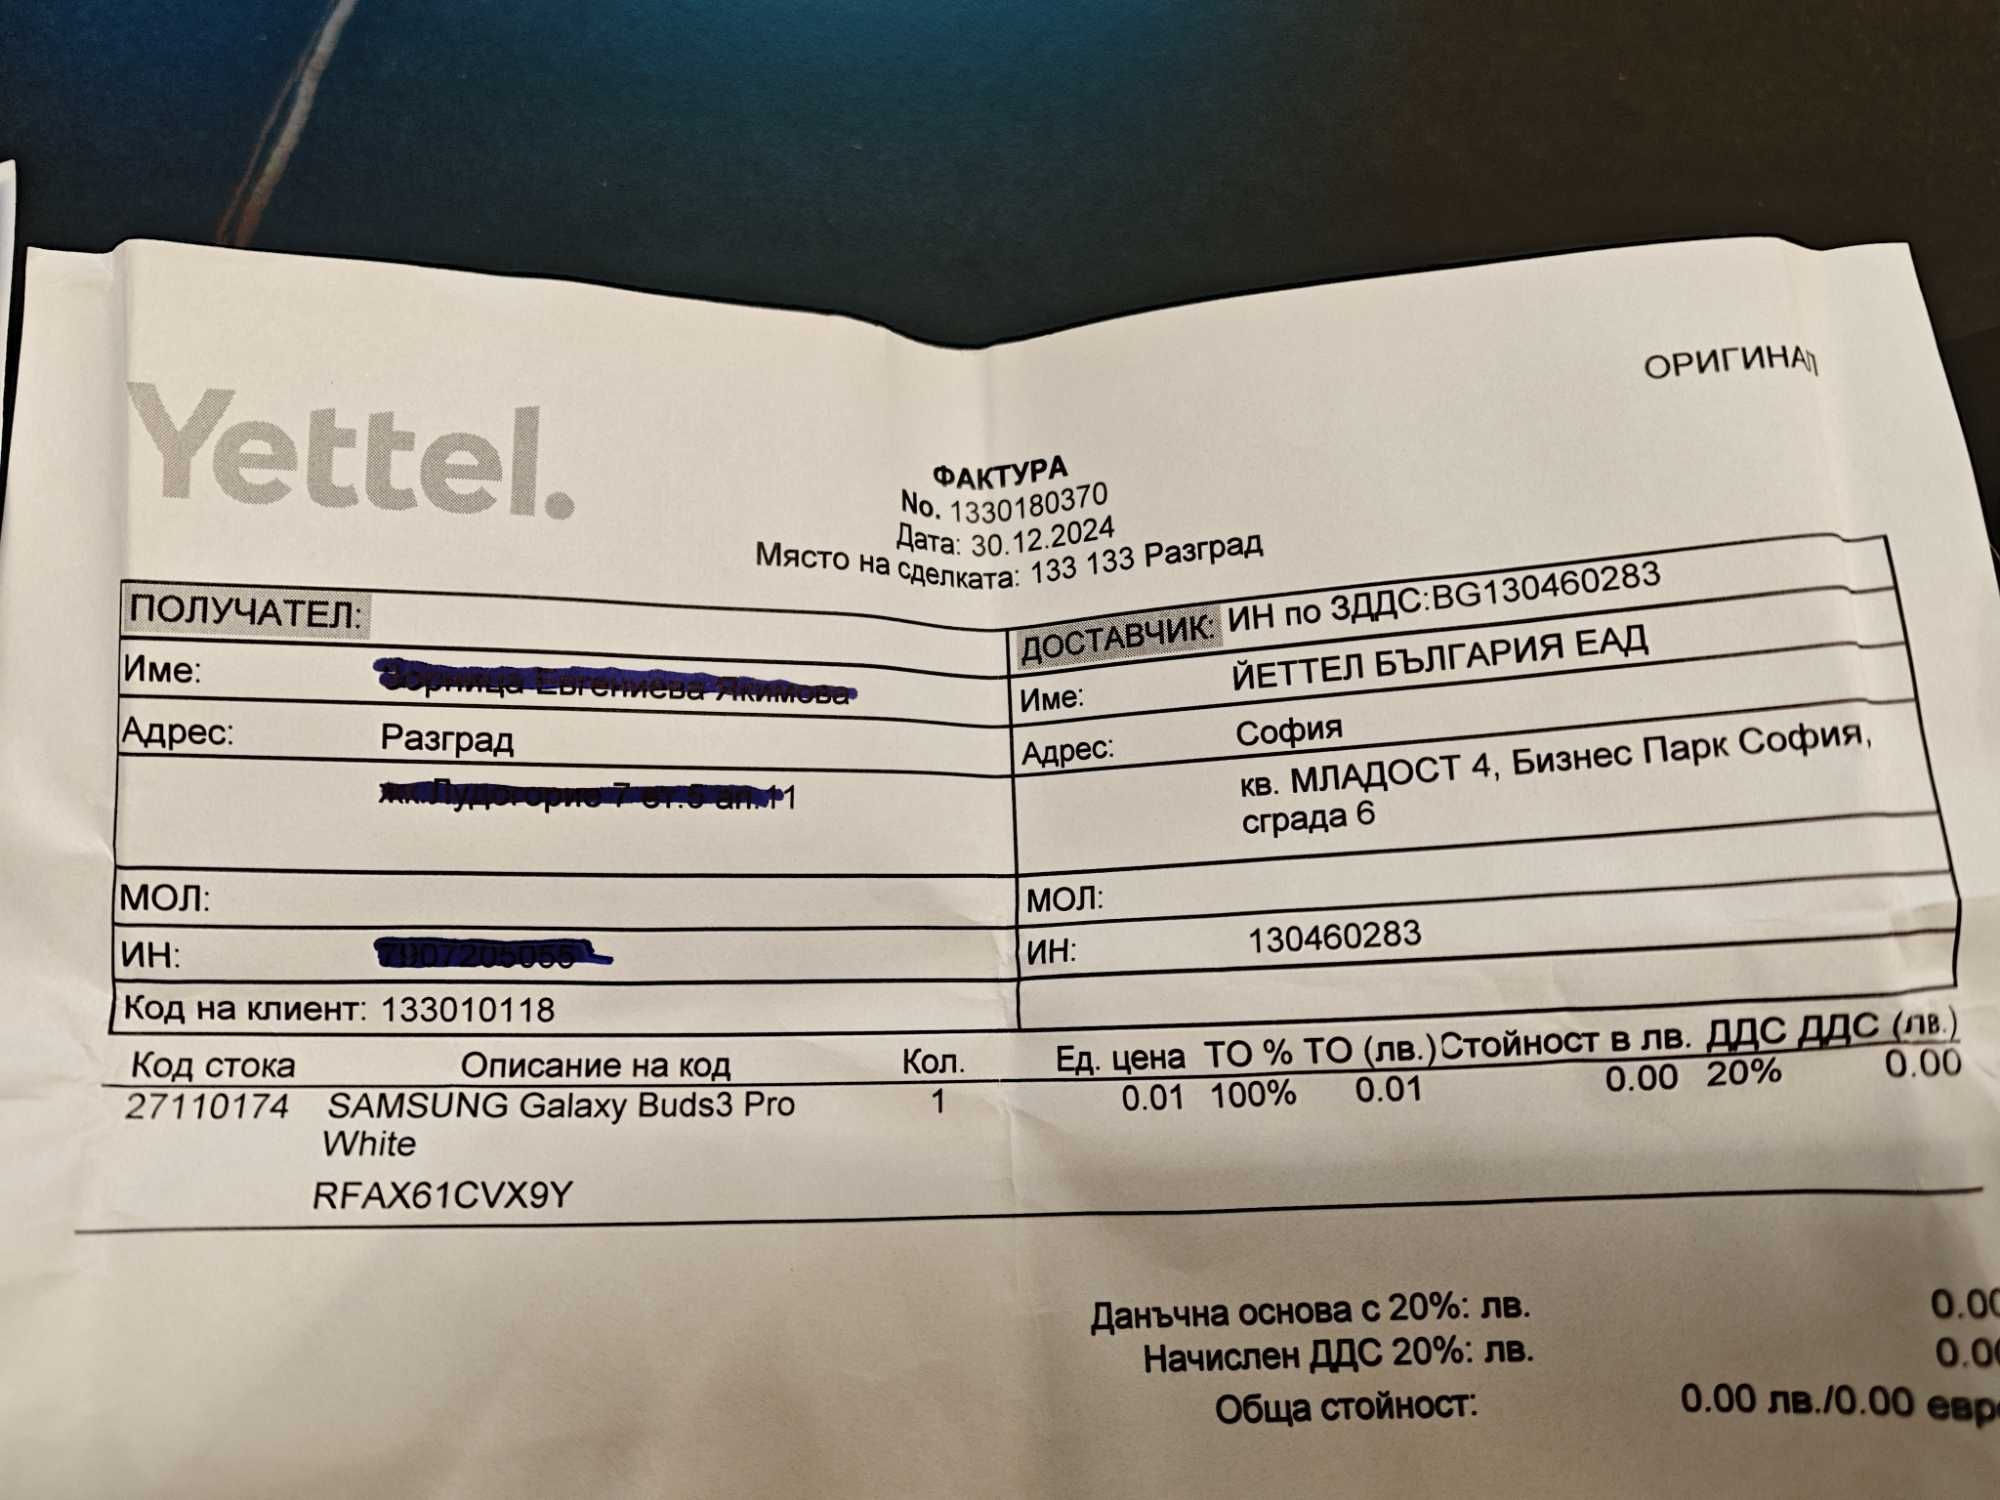 ОРИГИНАЛ
Yettel.
ФАКТУРА
No. 1330180370
Дата: 30.12.2024
Място на сделката: 133 133 Разград
ПОЛУЧАТЕЛ:
Име:
Адрес: Разград
МОЛ:
ИН:
Код на клиент: 133010118
ДОСТАВЧИК: ИН по ЗДДС:BG130460283
Име: ЙЕТТЕЛ БЪЛГАРИЯ ЕАД
Адрес: София
кв. МЛАДОСТ 4, Бизнес Парк София,
сграда 6
МОЛ:
ИН: 130460283
Код стока Описание на код Кол. Ед. цена ТО % ТО (лв.) Стойност в лв. ДДС ДДС (лв.)
27110174 SAMSUNG Galaxy Buds3 Pro 1 0.01 100% 0.01 0.00 20% 0.00
White
RFAX61CVX9Y
Данъчна основа с 20%: лв. 0.00
Начислен ДДС 20%: лв. 0.00
Обща стойност: 0.00 лв./0.00 евро